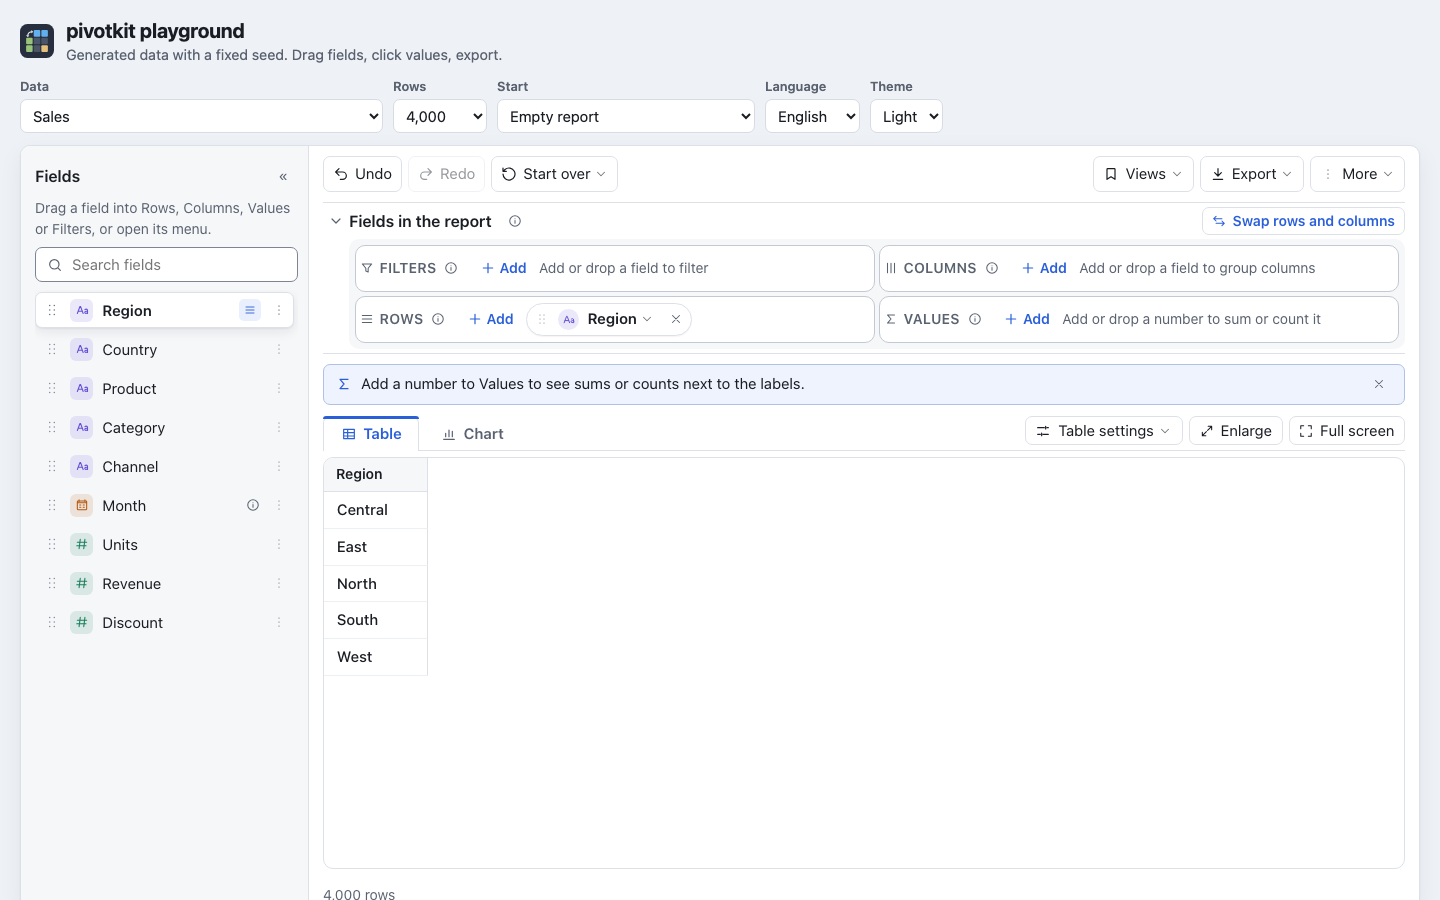 pivotkit playground
Generated data with a fixed seed. Drag fields, click values, export.
Data
Rows
Start
Language
Theme
Sales
4,000
Empty report
English
Light
Fields
«
Drag a field into Rows, Columns, Values
or Filters, or open its menu.
Search fields
Aa Region
Aa Country
Aa Product
Aa Category
Aa Channel
Month
# Units
# Revenue
# Discount
Undo
Redo
Start over
Views
Export
More
Fields in the report
Swap rows and columns
FILTERS
+ Add
Add or drop a field to filter
COLUMNS
+ Add
Add or drop a field to group columns
ROWS
+ Add
Aa Region
Σ VALUES
+ Add
Add or drop a number to sum or count it
Σ Add a number to Values to see sums or counts next to the labels.
Table
Chart
Table settings
Enlarge
Full screen
Region
Central
East
North
South
West
4,000 rows